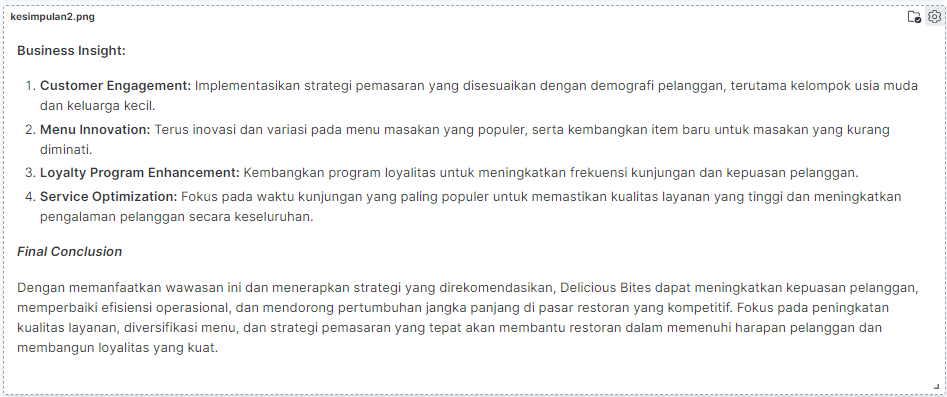 kesimpulan2.png
Business Insight:
1. Customer Engagement: Implementasikan strategi pemasaran yang disesuaikan dengan demografi pelanggan, terutama kelompok usia muda
dan keluarga kecil.
2. Menu Innovation: Terus inovasi dan variasi pada menu masakan yang populer, serta kembangkan item baru untuk masakan yang kurang
diminati.
3. Loyalty Program Enhancement: Kembangkan program loyalitas untuk meningkatkan frekuensi kunjungan dan kepuasan pelanggan.
4. Service Optimization: Fokus pada waktu kunjungan yang paling populer untuk memastikan kualitas layanan yang tinggi dan meningkatkan
pengalaman pelanggan secara keseluruhan.
Final Conclusion
Dengan memanfaatkan wawasan ini dan menerapkan strategi yang direkomendasikan, Delicious Bites dapat meningkatkan kepuasan pelanggan,
memperbaiki efisiensi operasional, dan mendorong pertumbuhan jangka panjang di pasar restoran yang kompetitif. Fokus pada peningkatan
kualitas layanan, diversifikasi menu, dan strategi pemasaran yang tepat akan membantu restoran dalam memenuhi harapan pelanggan dan
membangun loyalitas yang kuat.